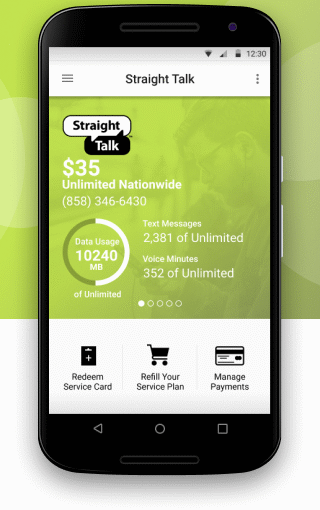 12:30
Straight Talk
Straight
Talk
$35
Unlimited Nationwide
(858) 346-6430
Data Usage
10240
MB
of Unlimited
Text Messages
2,381 of Unlimited
Voice Minutes
352 of Unlimited
Redeem
Service Card
Refill Your
Service Plan
Manage
Payments